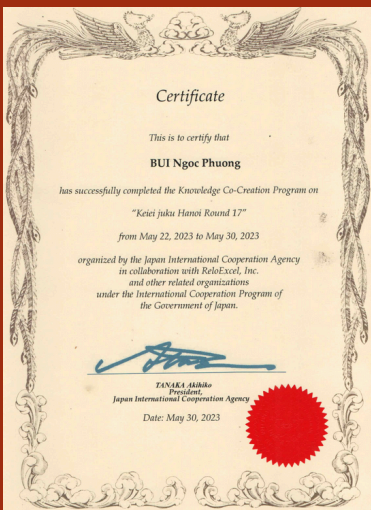 Certificate
This is to certify that
BUI Ngoc Phuong
has successfully completed the Knowledge Co-Creation Program on
"Keiei juku Hanoi Round 17"
from May 22, 2023 to May 30, 2023
organized by the Japan International Cooperation Agency
in collaboration with ReloExcel, Inc.
and other related organizations
under the International Cooperation Program of
the Government of Japan.
TANAKA Akihiko
President,
Japan International Cooperation Agency
Date: May 30, 2023